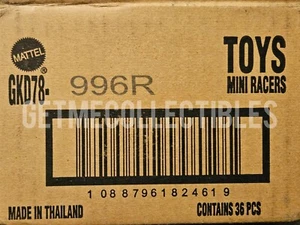 MATTEL
®
TOYS
MINI RACERS
GKD78-
996R
GETMECOLLECTIBLES
1 08 87961 82461 9
MADE IN THAILAND
CONTAINS 36 PCS